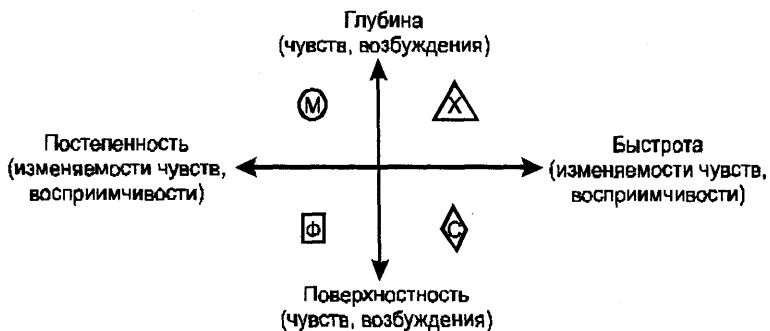 Глубина
(чувств, возбуждения)
М
Х
Постепенность
(изменяемости чувств,
восприимчивости)
Быстрота
(изменяемости чувств,
восприимчивости)
Ф
С
Поверхностность
(чувств, возбуждения)